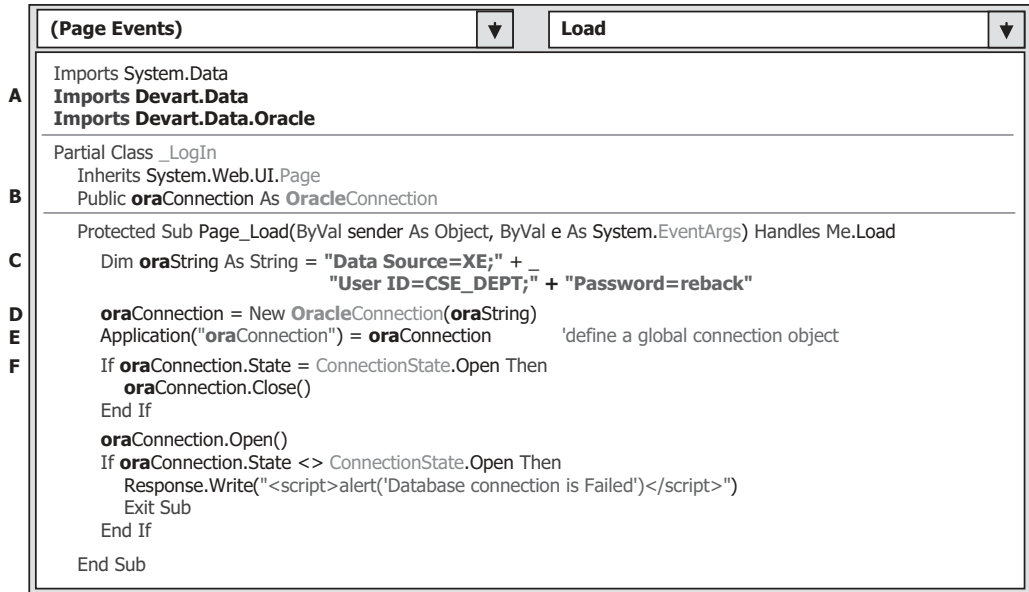 (Page Events) Load
Imports System.Data
A Imports Devart.Data
Imports Devart.Data.Oracle
Partial Class _LogIn
Inherits System.Web.UI.Page
B Public oraConnection As OracleConnection
Protected Sub Page_Load(ByVal sender As Object, ByVal e As System.EventArgs) Handles Me.Load
C Dim oraString As String = "Data Source=XE;" + _
"User ID=CSE_DEPT;" + "Password=reback"
D oraConnection = New OracleConnection(oraString)
E Application("oraConnection") = oraConnection 'define a global connection object
F If oraConnection.State = ConnectionState.Open Then
oraConnection.Close()
End If
oraConnection.Open()
If oraConnection.State <> ConnectionState.Open Then
Response.Write("<script>alert('Database connection is Failed')</script>")
Exit Sub
End If
End Sub